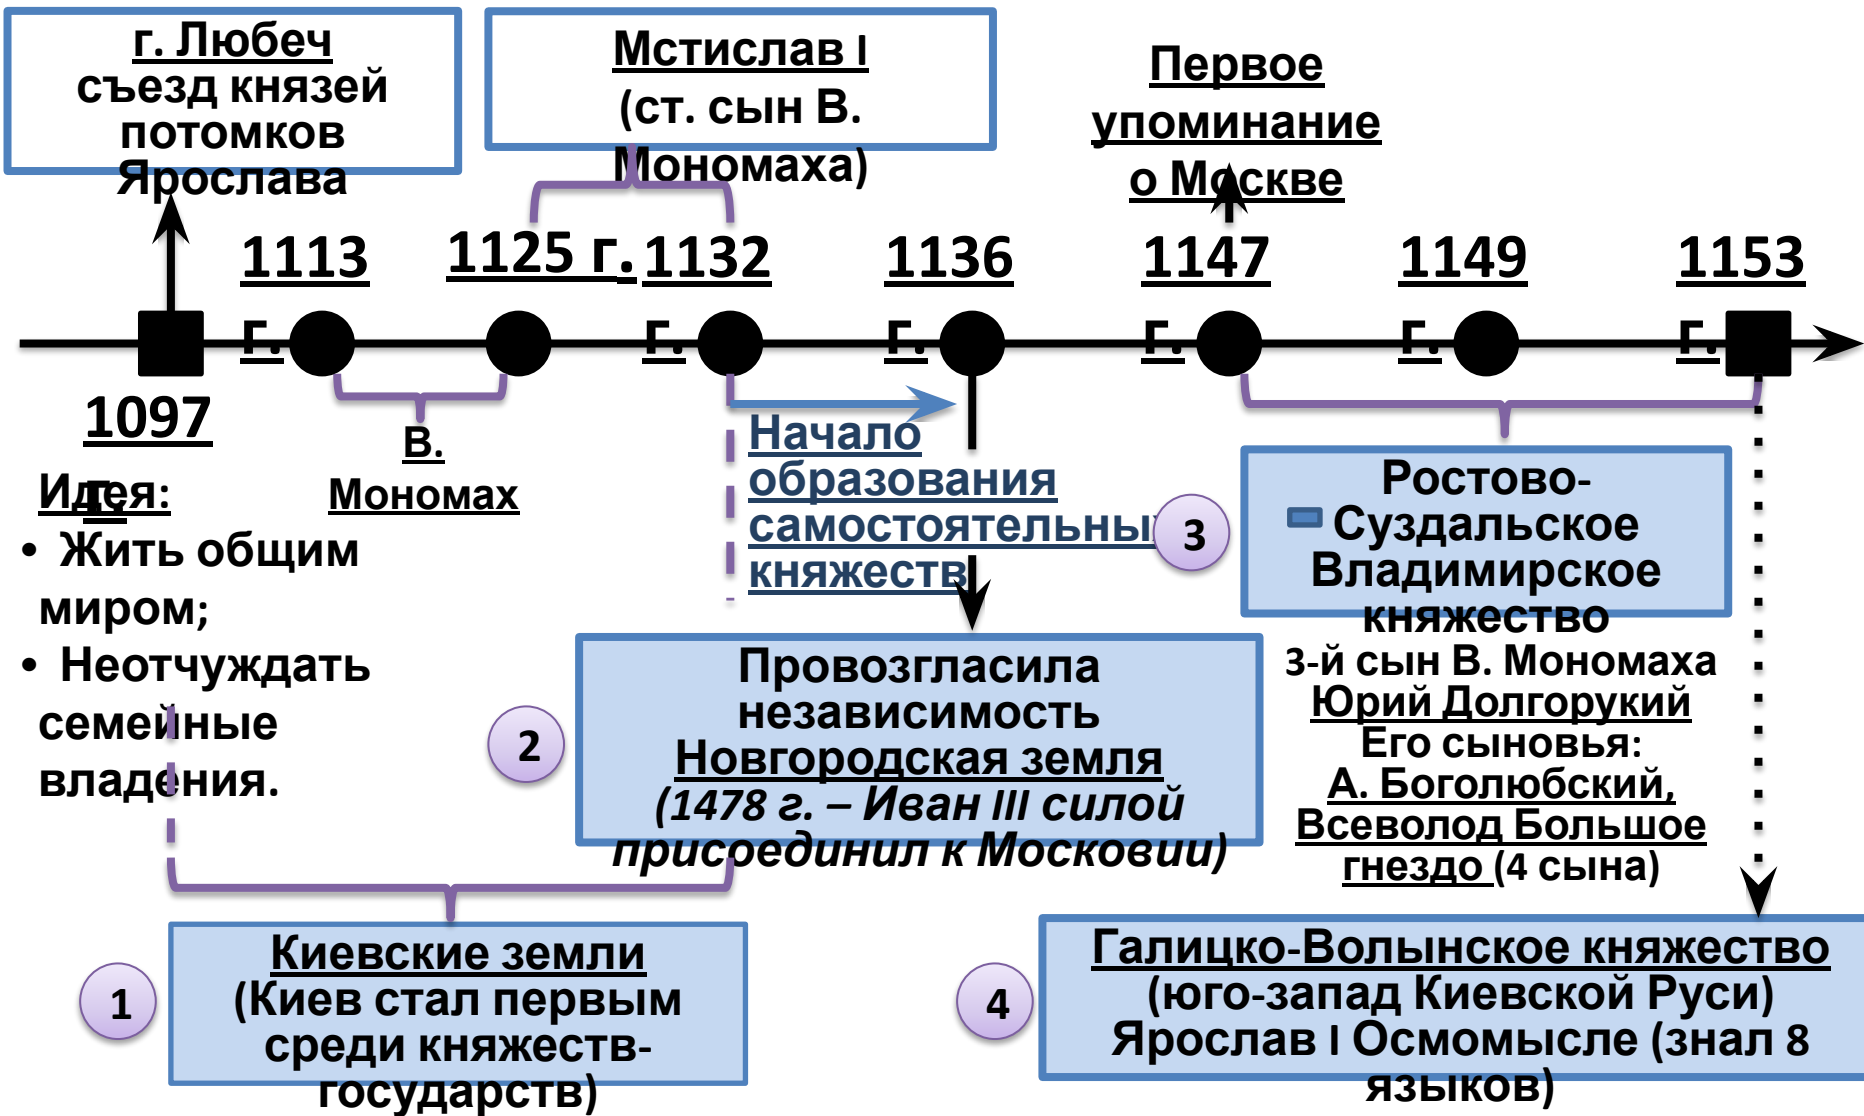 г. Любеч
съезд князей
потомков
Ярослава
Мстислав I
(ст. сын В.
Мономаха)
Первое
упоминание
о Москве
1113
г.
1125 г.
1132
г.
1136
г.
1147
г.
1149
г.
1153
г.
1097
г.
В.
Мономах
Идея:
• Жить общим
миром;
• Неотчуждать
семейные
владения.
Начало
образования
самостоятельных
княжеств
3
Ростово-
Суздальское
Владимирское
княжество
3-й сын В. Мономаха
Юрий Долгорукий
Его сыновья:
А. Боголюбский,
Всеволод Большое
гнездо (4 сына)
2
Провозгласила
независимость
Новгородская земля
(1478 г. – Иван III силой
присоединил к Московии)
1
Киевские земли
(Киев стал первым
среди княжеств-
государств)
4
Галицко-Волынское княжество
(юго-запад Киевской Руси)
Ярослав I Осмомысле (знал 8
языков)